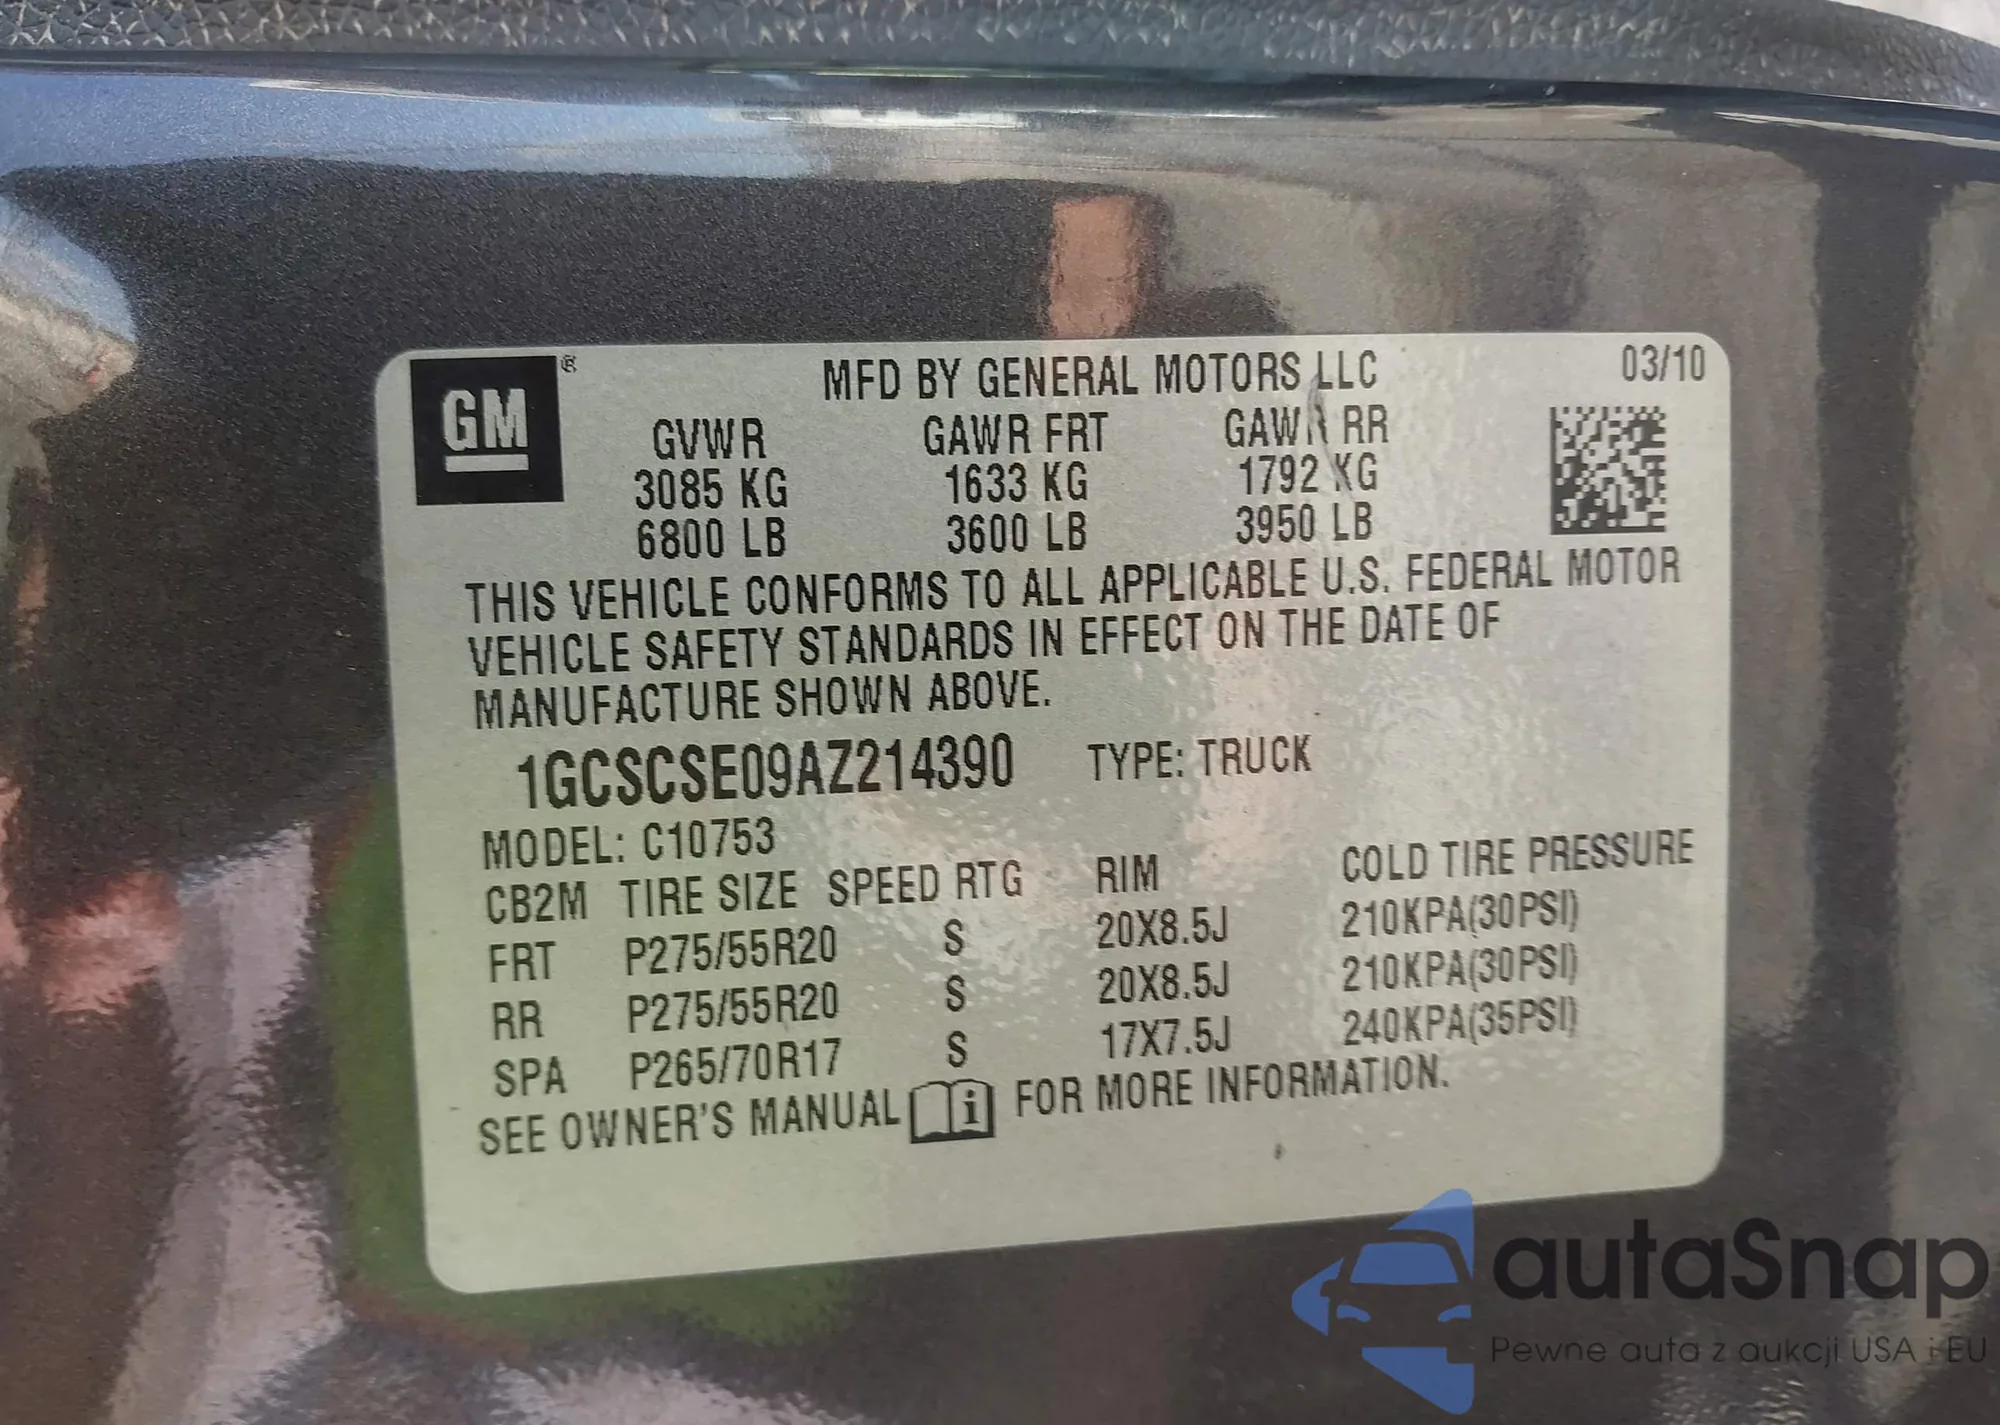 GM ® MFD BY GENERAL MOTORS LLC 03/10
GVWR GAWR FRT GAWR RR
3085 KG 1633 KG 1792 KG
6800 LB 3600 LB 3950 LB
THIS VEHICLE CONFORMS TO ALL APPLICABLE U.S. FEDERAL MOTOR
VEHICLE SAFETY STANDARDS IN EFFECT ON THE DATE OF
MANUFACTURE SHOWN ABOVE.
1GCSCSE09AZ214390 TYPE: TRUCK
MODEL: C10753
CB2M TIRE SIZE SPEED RTG RIM COLD TIRE PRESSURE
FRT P275/55R20 S 20X8.5J 210KPA(30PSI)
RR P275/55R20 S 20X8.5J 210KPA(30PSI)
SPA P265/70R17 S 17X7.5J 240KPA(35PSI)
SEE OWNER'S MANUAL i FOR MORE INFORMATION.
autaSnap
Pewne auta z aukcji USA i EU